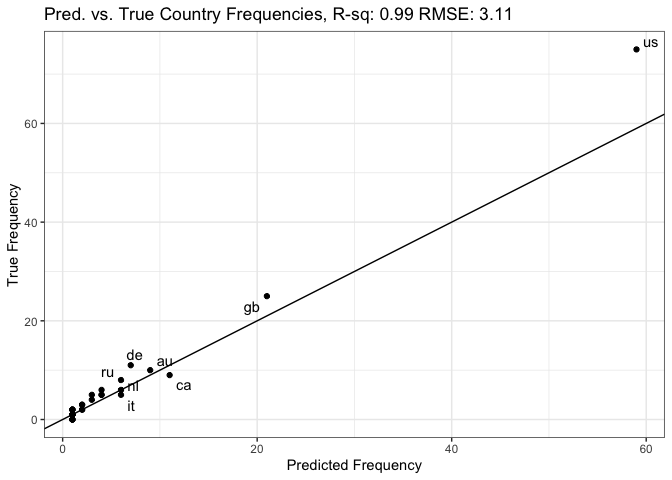 Pred. vs. True Country Frequencies, R-sq: 0.99 RMSE: 3.11
us
60
True Frequency
40
gb
20
de
au
ru
nl
ca
it
0
0 20 40 60
Predicted Frequency